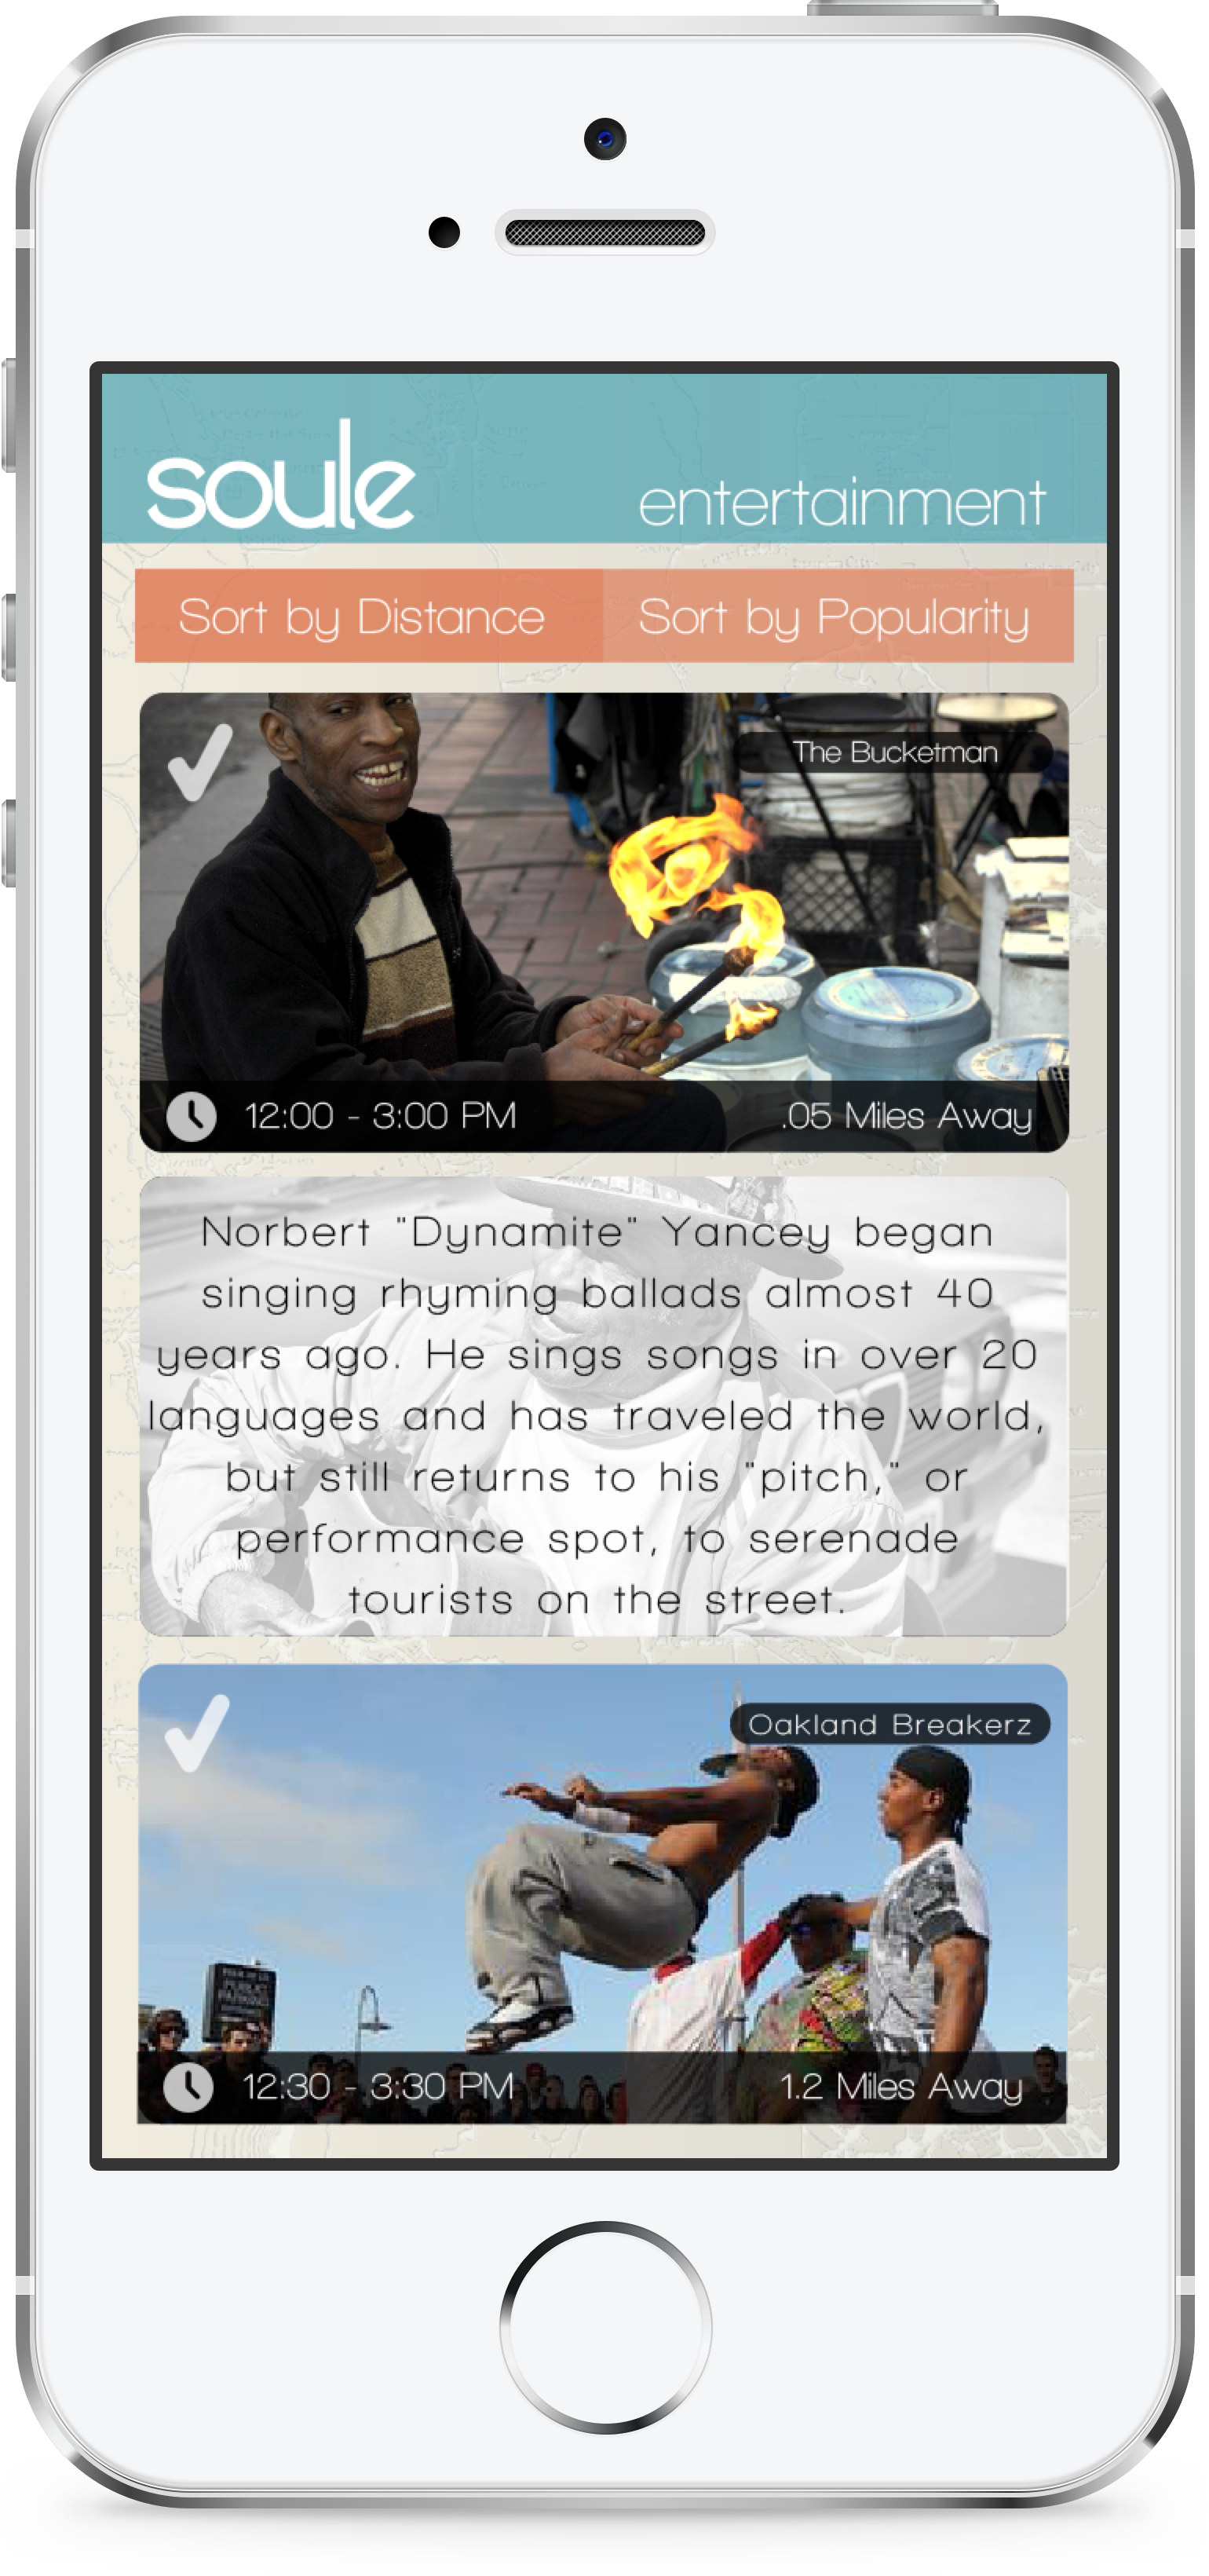 soule
entertainment
Sort by Distance
Sort by Popularity
The Bucketman
12:00 - 3:00 PM
.05 Miles Away
Norbert "Dynamite" Yancey began
singing rhyming ballads almost 40
years ago. He sings songs in over 20
languages and has traveled the world,
but still returns to his "pitch," or
performance spot, to serenade
tourists on the street.
Oakland Breakerz
12:30 - 3:30 PM
1.2 Miles Away